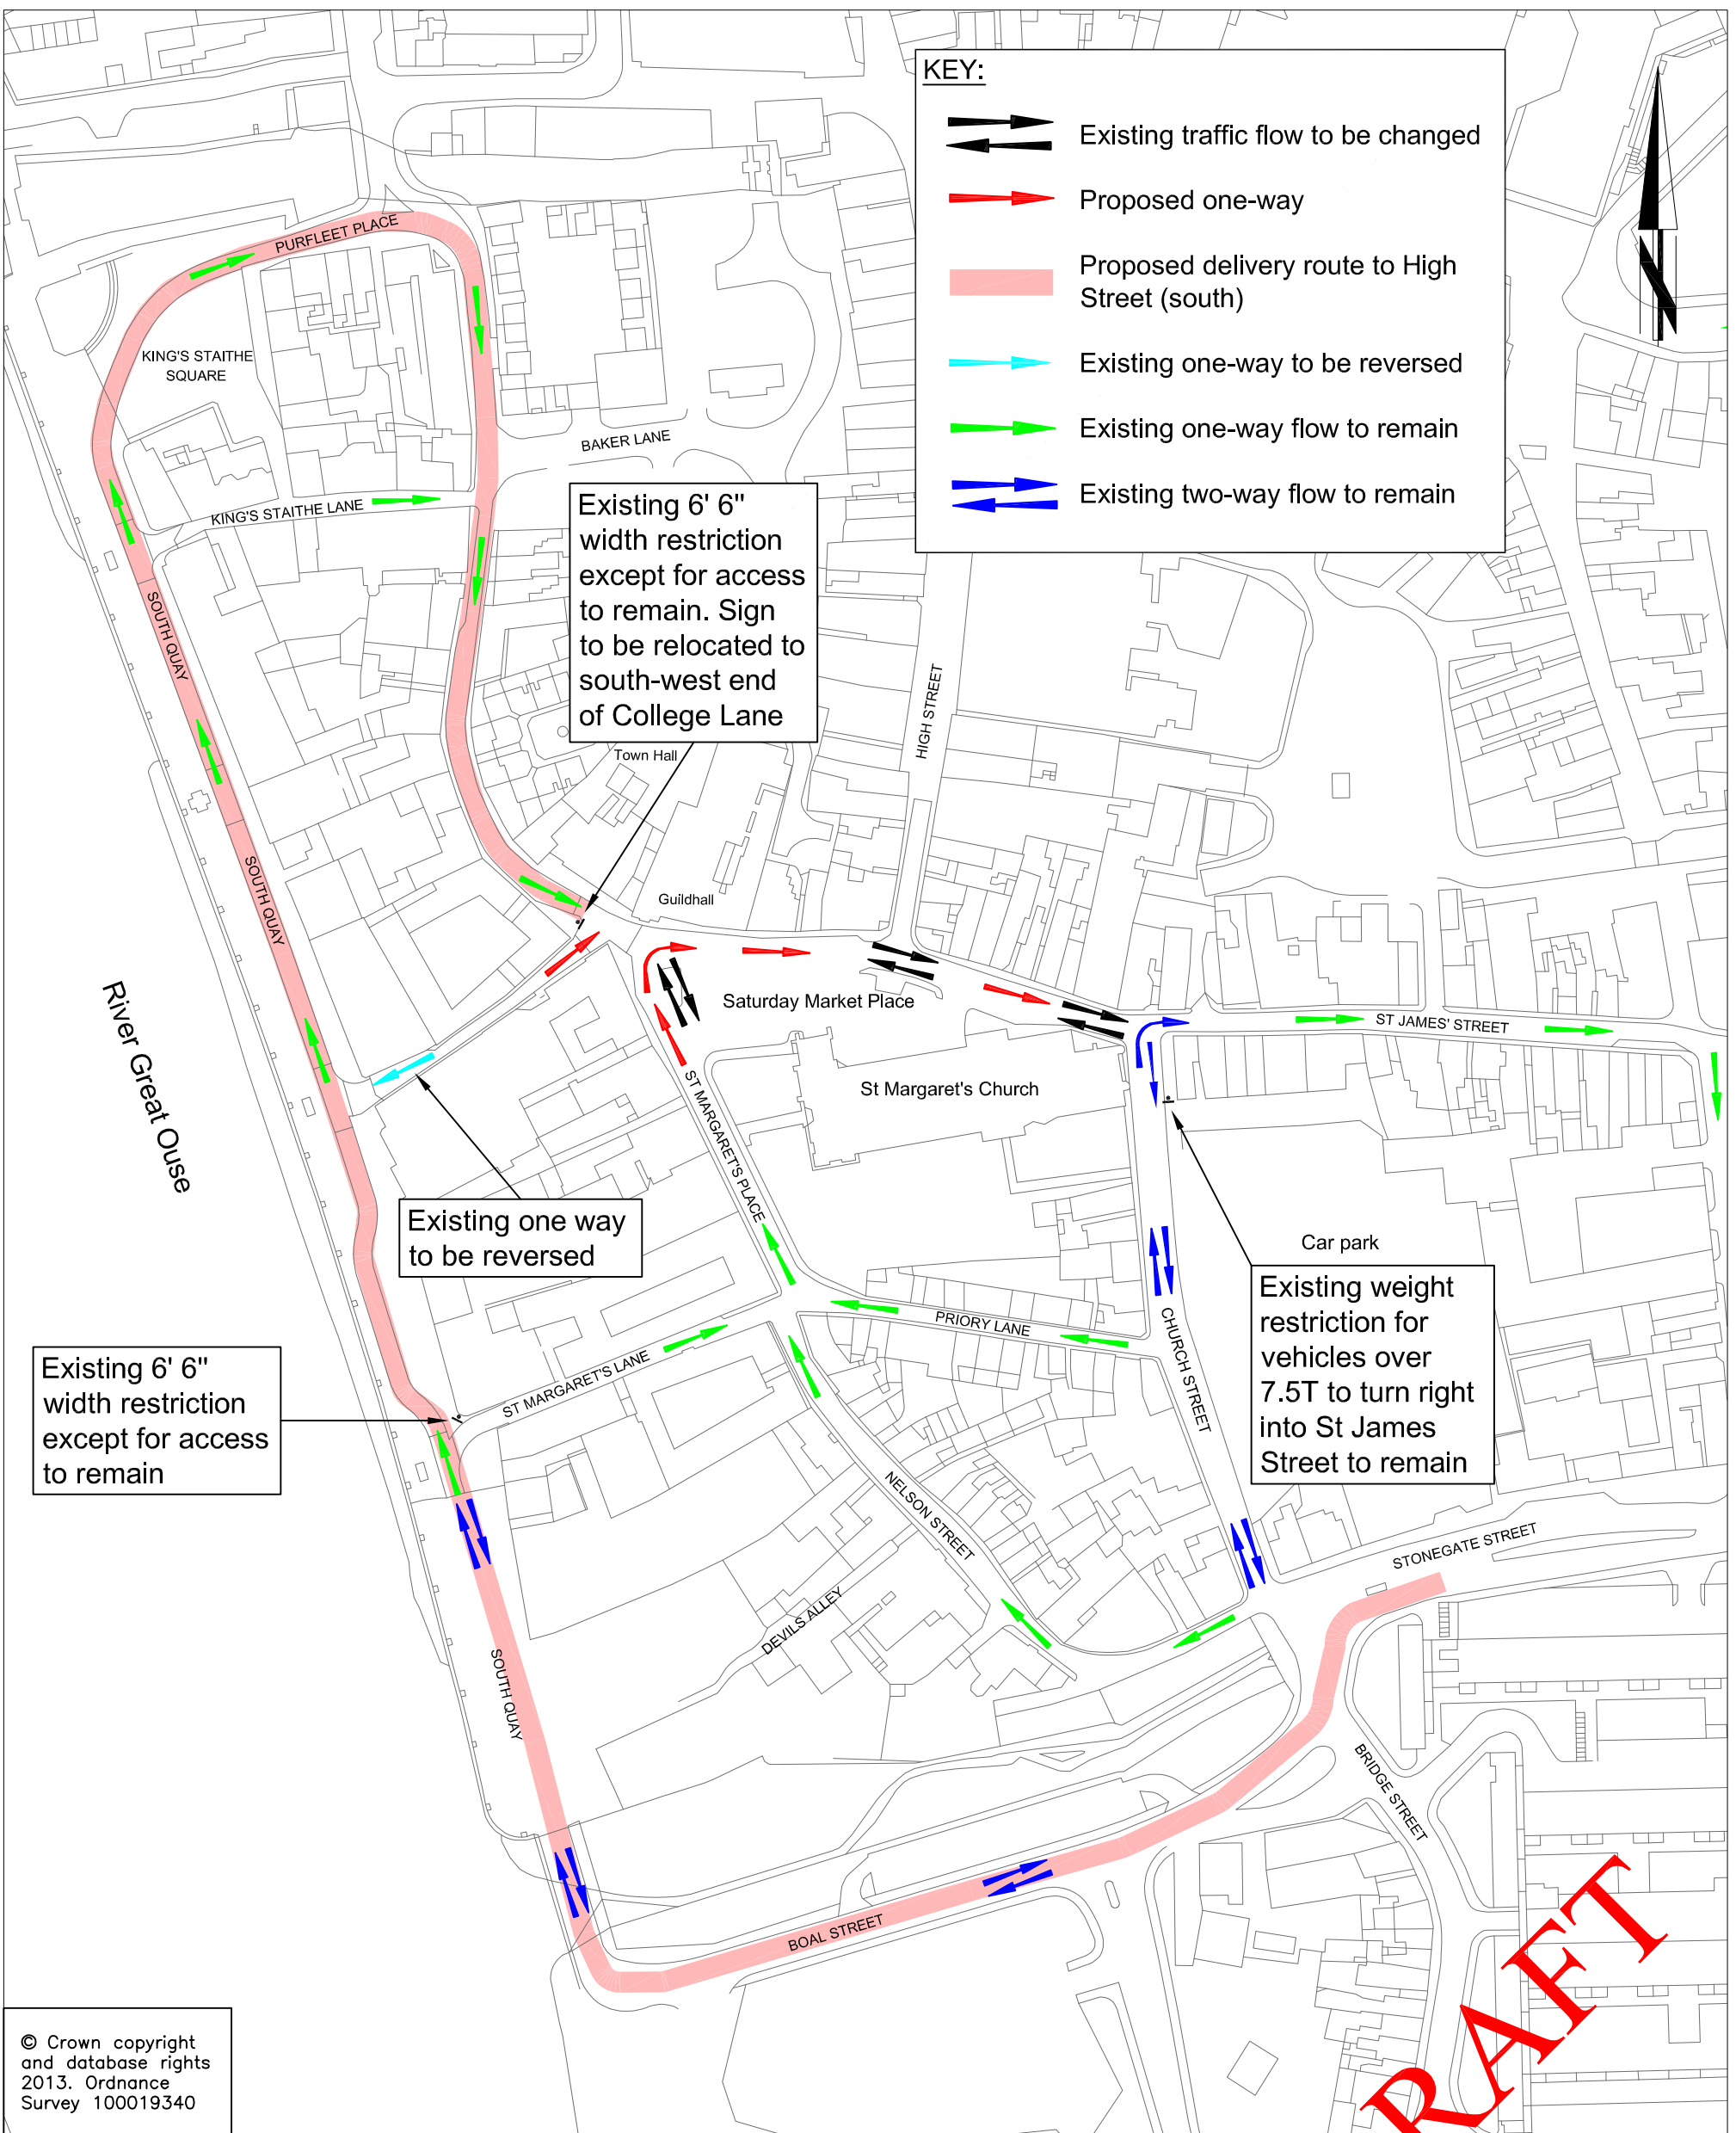 KEY:
Existing traffic flow to be changed
Proposed one-way
Proposed delivery route to High
Street (south)
Existing one-way to be reversed
Existing one-way flow to remain
Existing two-way flow to remain
PURFLEET PLACE
KING'S STAITHE
SQUARE
BAKER LANE
KING'S STAITHE LANE
Existing 6' 6"
width restriction
except for access
to remain. Sign
to be relocated to
south-west end
of College Lane
SOUTH QUAY
HIGH STREET
Town Hall
SOUTH QUAY
Guildhall
River Great Ouse
Saturday Market Place
ST JAMES' STREET
St Margaret's Church
ST MARGARET'S PLACE
Existing one way
to be reversed
Car park
Existing weight
restriction for
vehicles over
7.5T to turn right
into St James
Street to remain
PRIORY LANE
CHURCH STREET
Existing 6' 6"
width restriction
except for access
to remain
ST MARGARET'S LANE
NELSON STREET
STONEGATE STREET
DEVILS ALLEY
SOUTH QUAY
BRIDGE STREET
BOAL STREET
RAFT
© Crown copyright
and database rights
2013. Ordnance
Survey 100019340